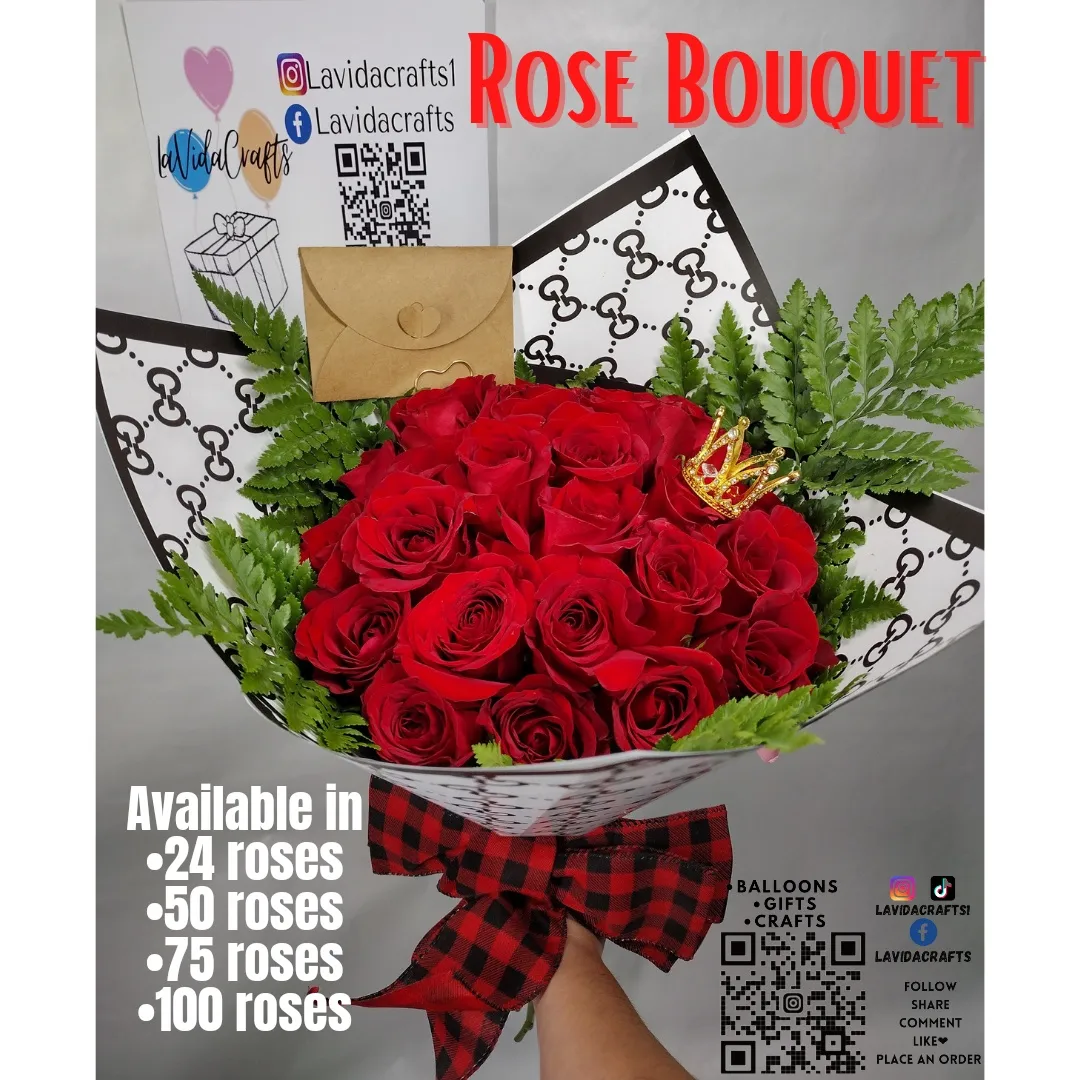 Rose Bouquet
Lavidacrafts1
Lavidacrafts
LaVidaCrafts
Available in
•24 roses
•50 roses
•75 roses
•100 roses
•BALLOONS
•GIFTS
•CRAFTS
LAVIDACRAFTS1
LAVIDACRAFTS
FOLLOW
SHARE
COMMENT
LIKE❤
PLACE AN ORDER